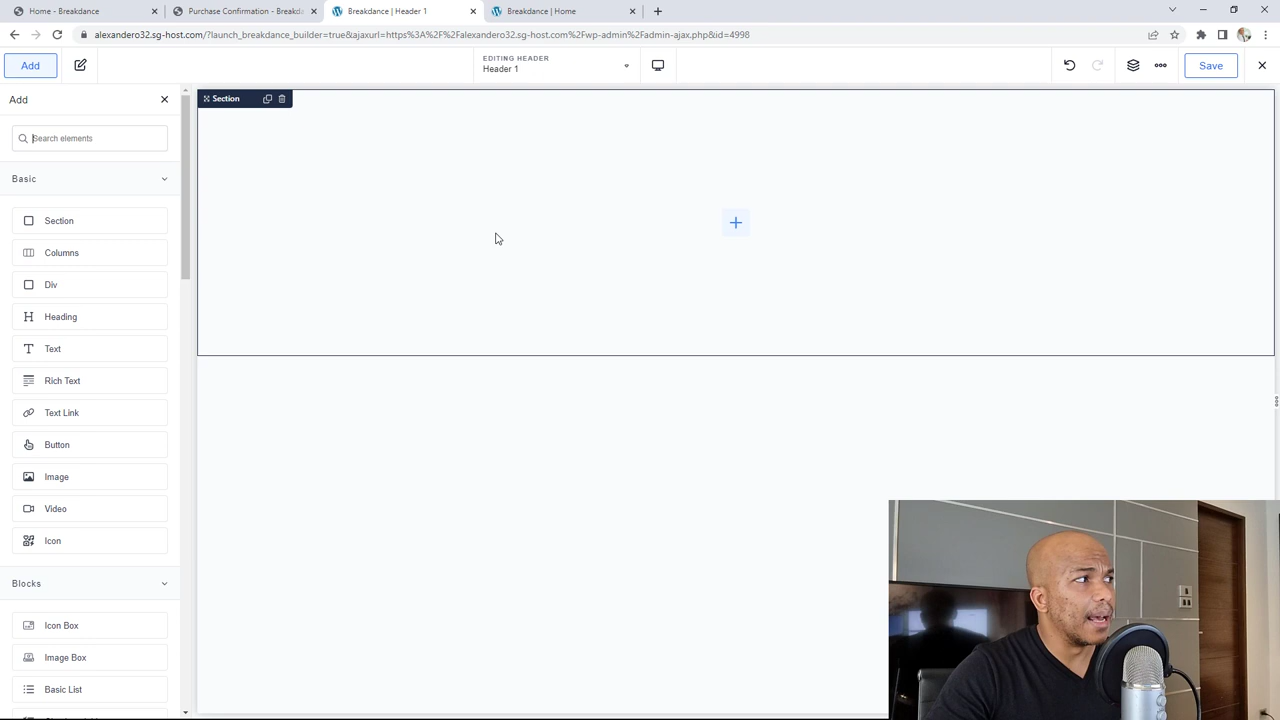 Home - Breakdance
Purchase Confirmation - Breakda
Breakdance | Header 1
Breakdance | Home
alexandero32.sg-host.com/?launch_breakdance_builder=true&ajaxurl=https%3A%2F%2Falexandero32.sg-host.com%2Fwp-admin%2Fadmin-ajax.php&id=4998
Add
EDITING HEADER
Header 1
Save
Add
Section
Search elements
Basic
Section
Columns
Div
Heading
Text
Rich Text
Text Link
Button
Image
Video
Icon
Blocks
Icon Box
Image Box
Basic List